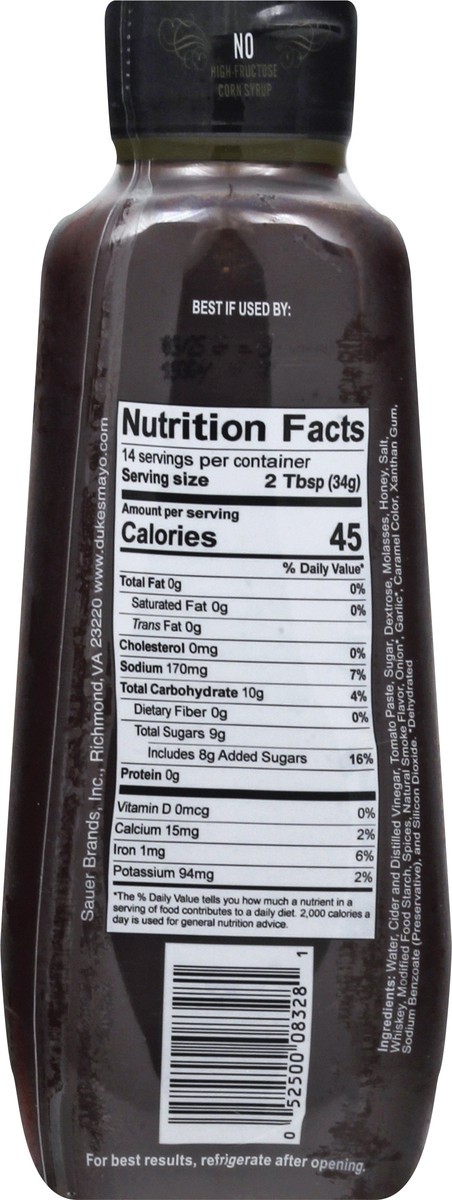 NO
HIGH-FRUCTOSE
CORN SYRUP
BEST IF USED BY:
Nutrition Facts
14 servings per container
Serving size 2 Tbsp (34g)
Amount per serving
Calories 45
% Daily Value*
Total Fat 0g 0%
Saturated Fat 0g 0%
Trans Fat 0g
Cholesterol 0mg 0%
Sodium 170mg 7%
Total Carbohydrate 10g 4%
Dietary Fiber 0g 0%
Total Sugars 9g
Includes 8g Added Sugars 16%
Protein 0g
Vitamin D 0mcg 0%
Calcium 15mg 2%
Iron 1mg 6%
Potassium 94mg 2%
*The % Daily Value tells you how much a nutrient in a
serving of food contributes to a daily diet. 2,000 calories a
day is used for general nutrition advice.
Sauer Brands, Inc., Richmond, VA 23220 www.dukesmayo.com
Ingredients: Water, Cider and Distilled Vinegar, Tomato Paste, Sugar, Dextrose, Molasses, Honey, Salt,
Whiskey, Modified Food Starch, Spices, Natural Smoke Flavor, Onion*, Garlic*, Caramel Color, Xanthan Gum,
Sodium Benzoate (Preservative), and Silicon Dioxide. *Dehydrated
0 52500 08328 1
For best results, refrigerate after opening.